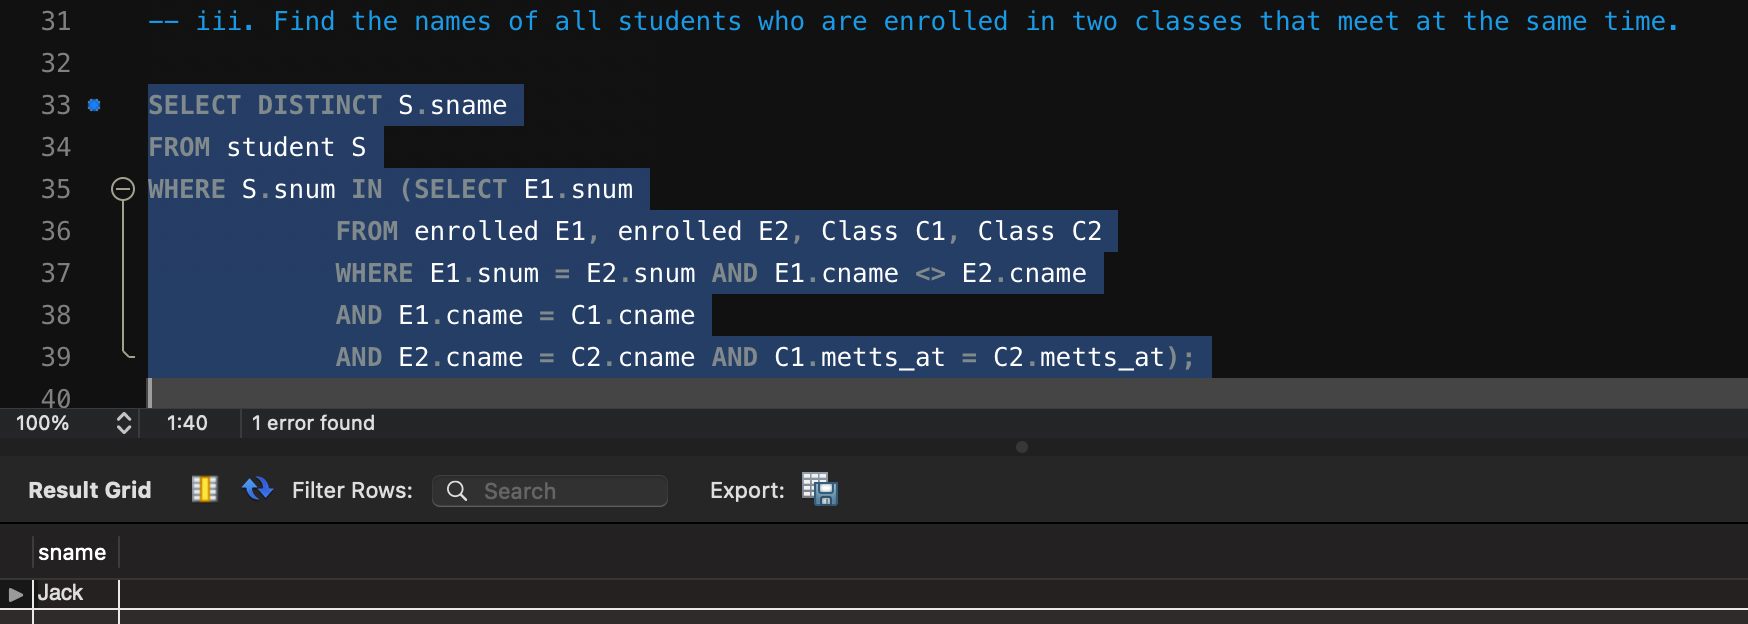 31 -- iii. Find the names of all students who are enrolled in two classes that meet at the same time.
32
33 SELECT DISTINCT S.sname
34 FROM student S
35 WHERE S.snum IN (SELECT E1.snum
36 FROM enrolled E1, enrolled E2, Class C1, Class C2
37 WHERE E1.snum = E2.snum AND E1.cname <> E2.cname
38 AND E1.cname = C1.cname
39 AND E2.cname = C2.cname AND C1.metts_at = C2.metts_at);
40
100% 1:40 1 error found
Result Grid Filter Rows: Search Export:
sname
Jack